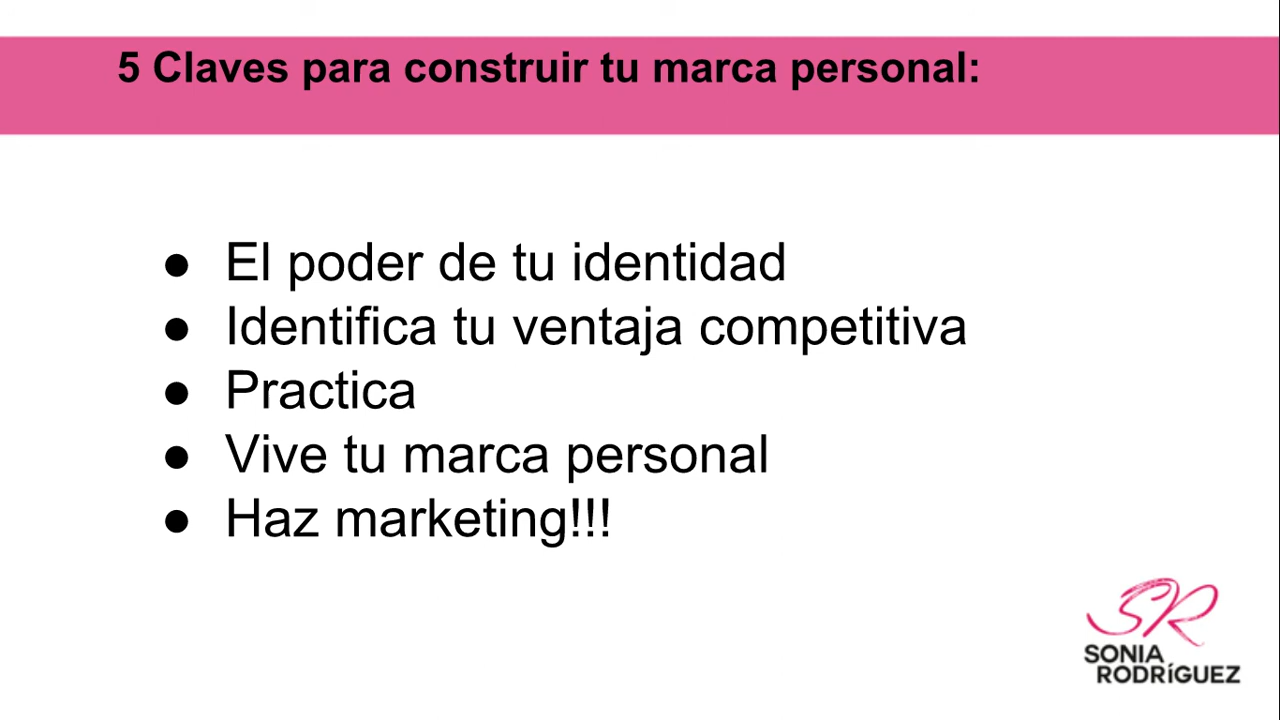 5 Claves para construir tu marca personal:
● El poder de tu identidad
● Identifica tu ventaja competitiva
● Practica
● Vive tu marca personal
● Haz marketing!!!
SR
SONIA
RODRíGUEZ